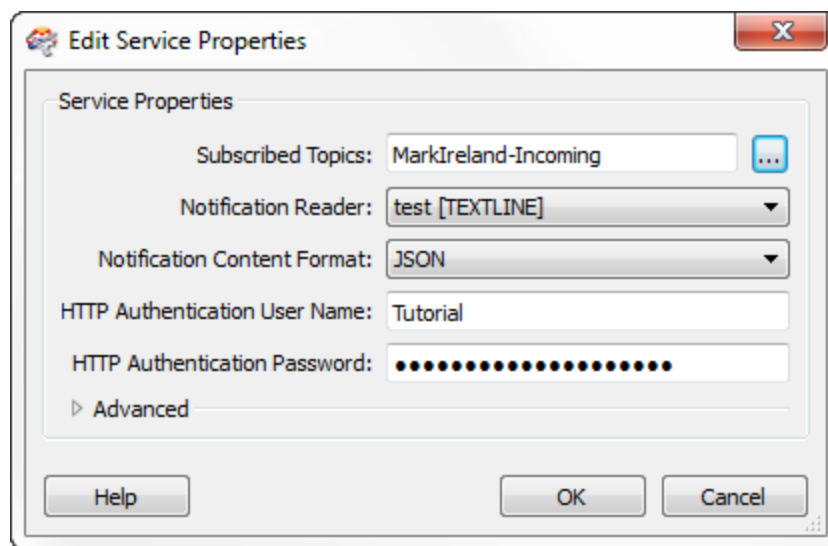 Edit Service Properties
Service Properties
Subscribed Topics: MarkIreland-Incoming ...
Notification Reader: test [TEXTLINE]
Notification Content Format: JSON
HTTP Authentication User Name: Tutorial
HTTP Authentication Password: ●●●●●●●●●●●●●●●●●●●●
Advanced
Help OK Cancel